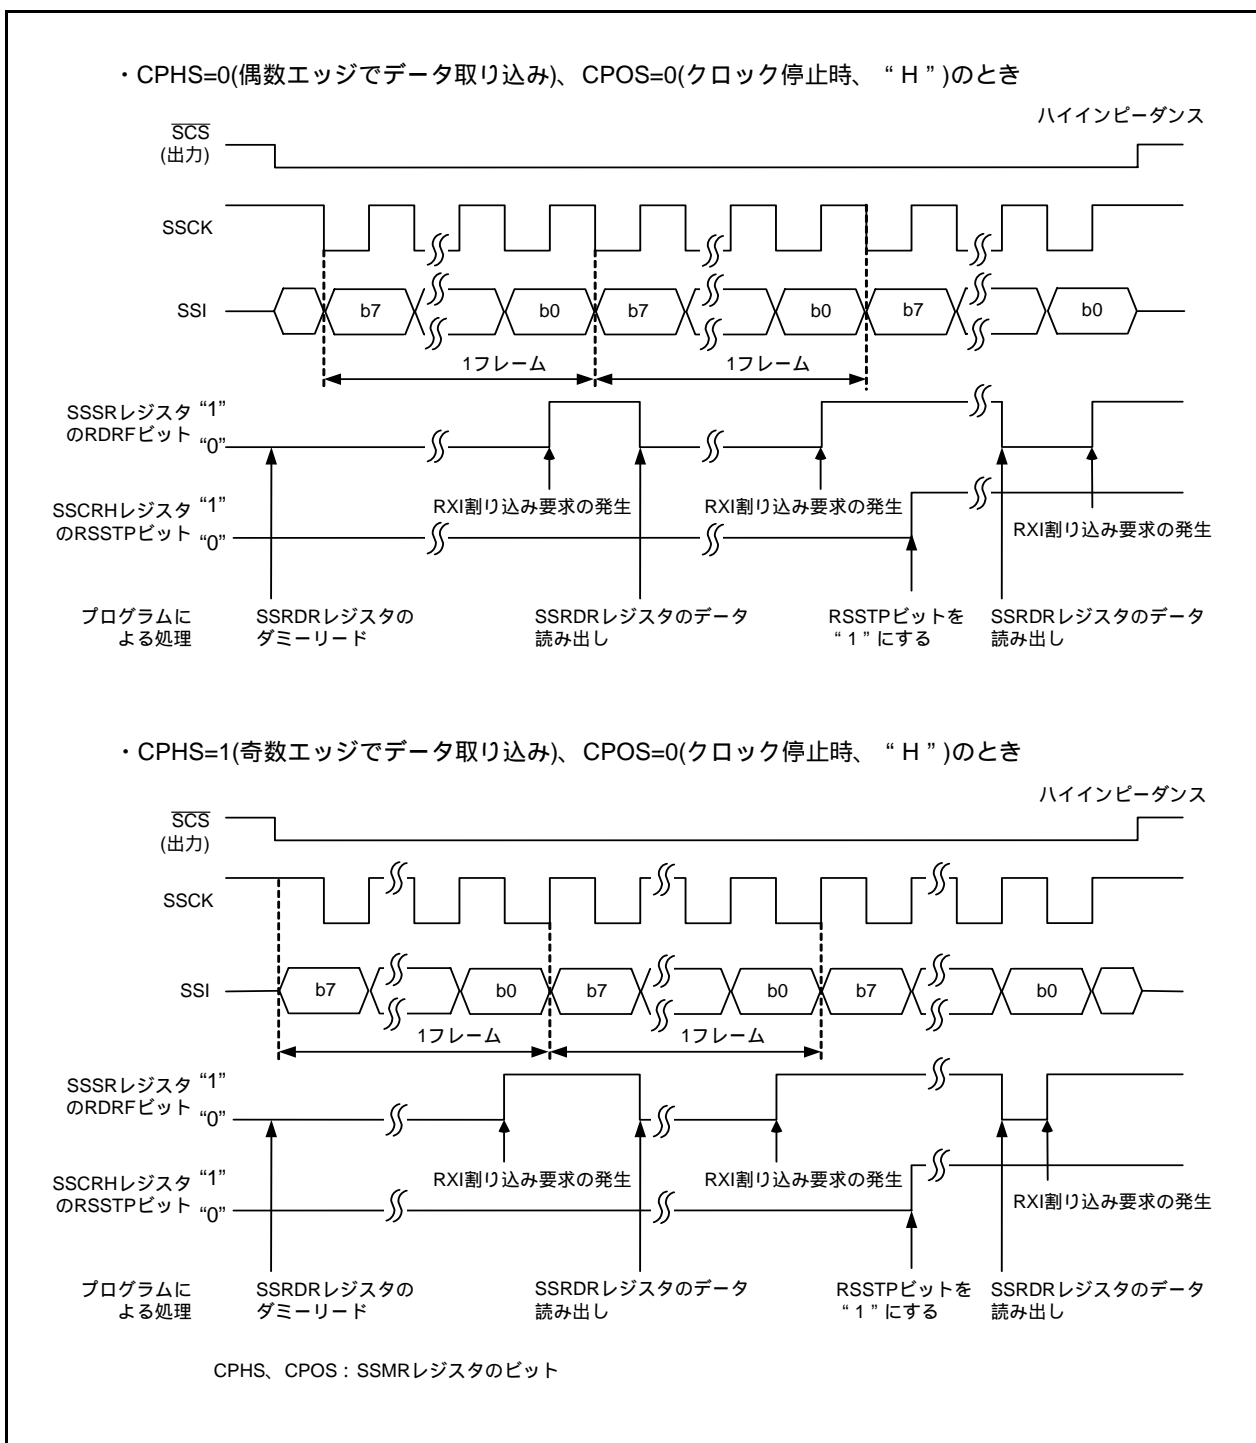 ・CPHS=0(偶数エッジでデータ取り込み)、CPOS=0(クロック停止時、“H”)のとき
ハイインピーダンス
SCS
(出力)
SSCK
SSI
b7
b0
b7
b0
b7
b0
1フレーム
1フレーム
SSSRレジスタ “1”
のRDRFビット “0”
RXI割り込み要求の発生
RXI割り込み要求の発生
SSCRHレジスタ “1”
のRSSTPビット “0”
RXI割り込み要求の発生
プログラムに
よる処理
SSRDRレジスタの
ダミーリード
SSRDRレジスタのデータ
読み出し
RSSTPビットを
“1”にする
SSRDRレジスタのデータ
読み出し
・CPHS=1(奇数エッジでデータ取り込み)、CPOS=0(クロック停止時、“H”)のとき
ハイインピーダンス
SCS
(出力)
SSCK
SSI
b7
b0
b7
b0
b7
b0
1フレーム
1フレーム
SSSRレジスタ “1”
のRDRFビット “0”
RXI割り込み要求の発生
RXI割り込み要求の発生
SSCRHレジスタ “1”
のRSSTPビット “0”
RXI割り込み要求の発生
プログラムに
よる処理
SSRDRレジスタの
ダミーリード
SSRDRレジスタのデータ
読み出し
RSSTPビットを
“1”にする
SSRDRレジスタのデータ
読み出し
CPHS、CPOS：SSMRレジスタのビット